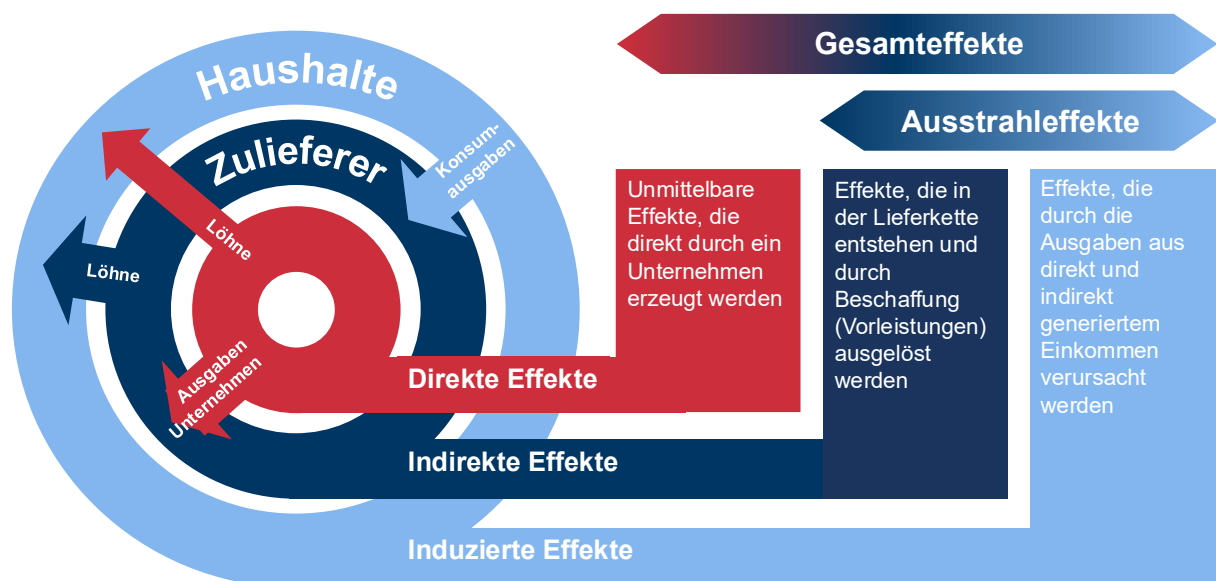 Haushalte
Zulieferer
Konsum-
ausgaben
Löhne
Löhne
Ausgaben
Unternehmen
Gesamteffekte
Ausstrahleffekte
Unmittelbare
Effekte, die
direkt durch ein
Unternehmen
erzeugt werden
Effekte, die in
der Lieferkette
entstehen und
durch
Beschaffung
(Vorleistungen)
ausgelöst
werden
Effekte, die
durch die
Ausgaben aus
direkt und
indirekt
generiertem
Einkommen
verursacht
werden
Direkte Effekte
Indirekte Effekte
Induzierte Effekte